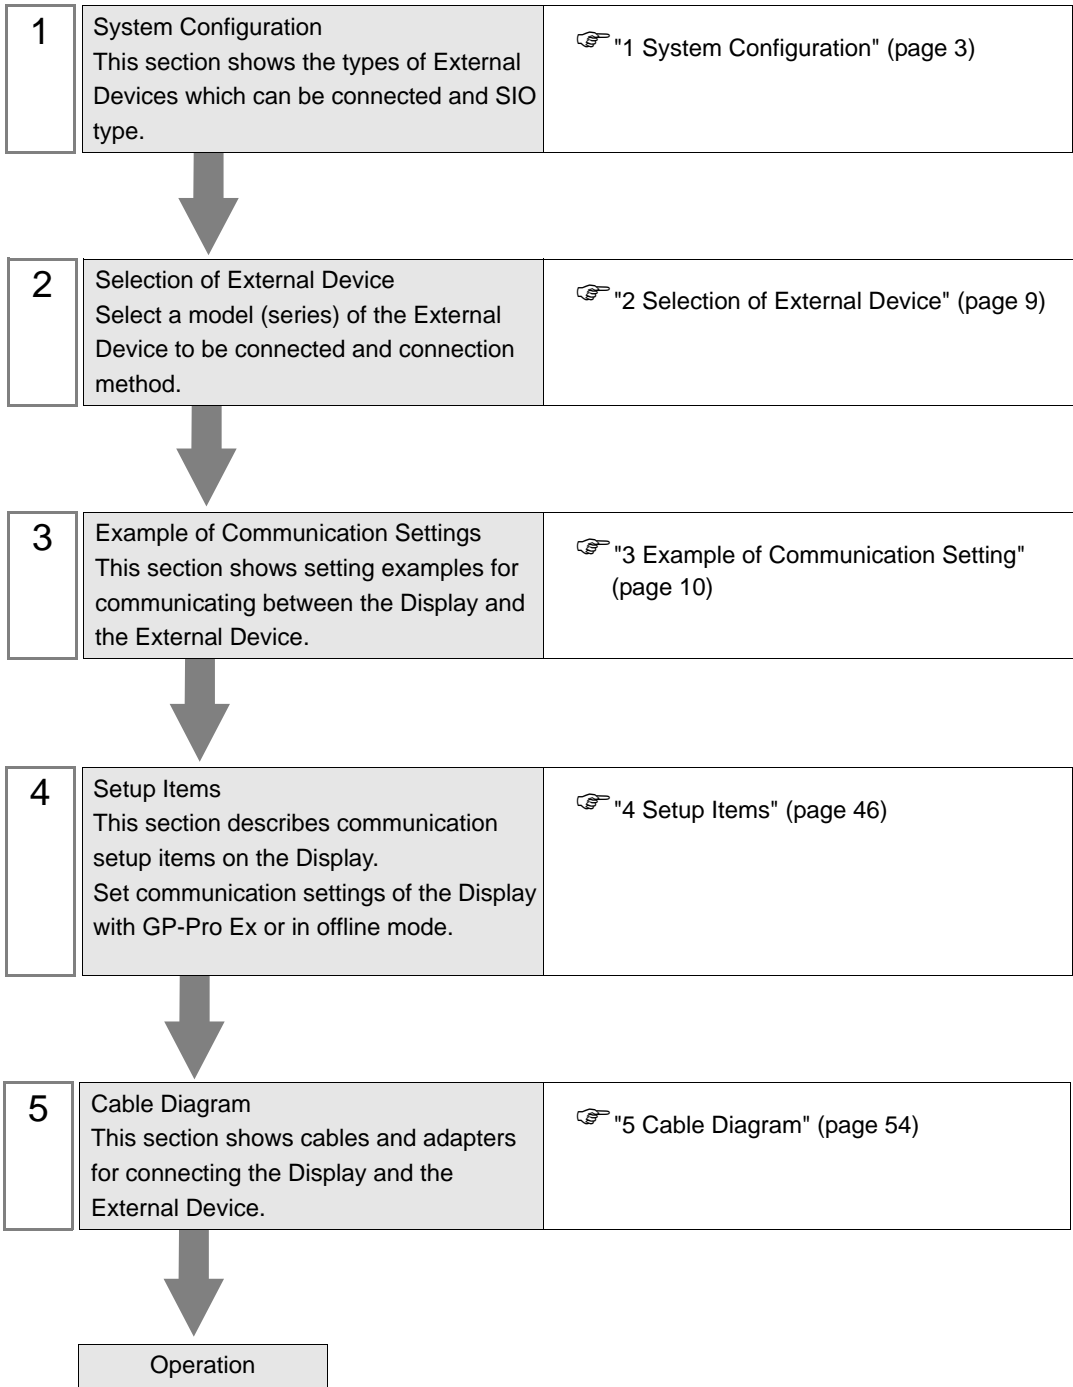 1
System Configuration
This section shows the types of External
Devices which can be connected and SIO
type.
"1 System Configuration" (page 3)
2
Selection of External Device
Select a model (series) of the External
Device to be connected and connection
method.
"2 Selection of External Device" (page 9)
3
Example of Communication Settings
This section shows setting examples for
communicating between the Display and
the External Device.
"3 Example of Communication Setting"
(page 10)
4
Setup Items
This section describes communication
setup items on the Display.
Set communication settings of the Display
with GP-Pro Ex or in offline mode.
"4 Setup Items" (page 46)
5
Cable Diagram
This section shows cables and adapters
for connecting the Display and the
External Device.
"5 Cable Diagram" (page 54)
Operation